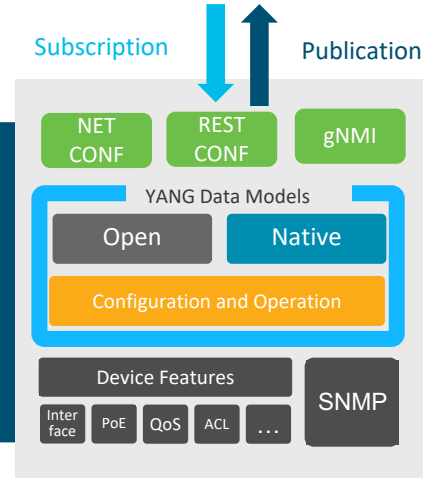 Subscription
Publication
NET
CONF
REST
CONF
gNMI
YANG Data Models
Open
Native
Configuration and Operation
Device Features
SNMP
Inter
face
PoE
QoS
ACL
...